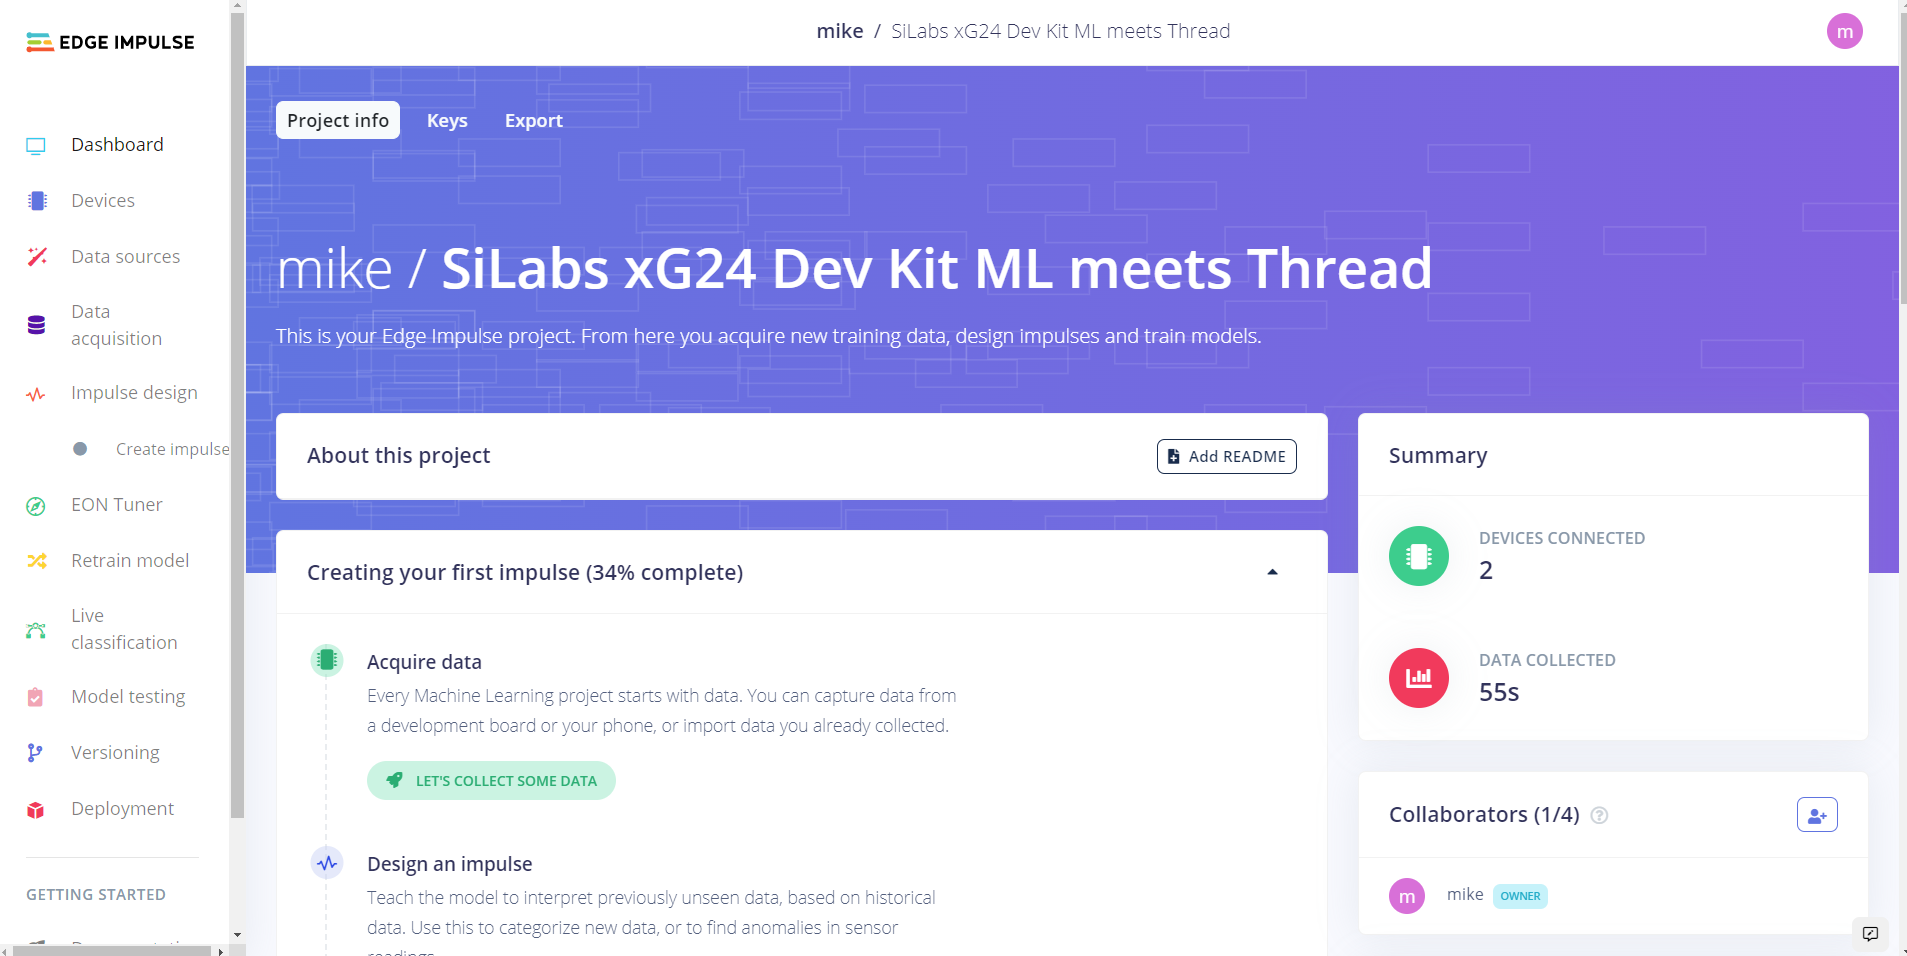 EDGE IMPULSE
Dashboard
Devices
Data sources
Data
acquisition
Impulse design
Create impulse
EON Tuner
Retrain model
Live
classification
Model testing
Versioning
Deployment
GETTING STARTED
mike / SiLabs xG24 Dev Kit ML meets Thread
m
Project info
Keys
Export
mike / SiLabs xG24 Dev Kit ML meets Thread
This is your Edge Impulse project. From here you acquire new training data, design impulses and train models.
About this project
Add README
Creating your first impulse (34% complete)
Acquire data
Every Machine Learning project starts with data. You can capture data from
a development board or your phone, or import data you already collected.
LET'S COLLECT SOME DATA
Design an impulse
Teach the model to interpret previously unseen data, based on historical
data. Use this to categorize new data, or to find anomalies in sensor
readings.
Summary
DEVICES CONNECTED
2
DATA COLLECTED
55s
Collaborators (1/4) ?
m
mike OWNER